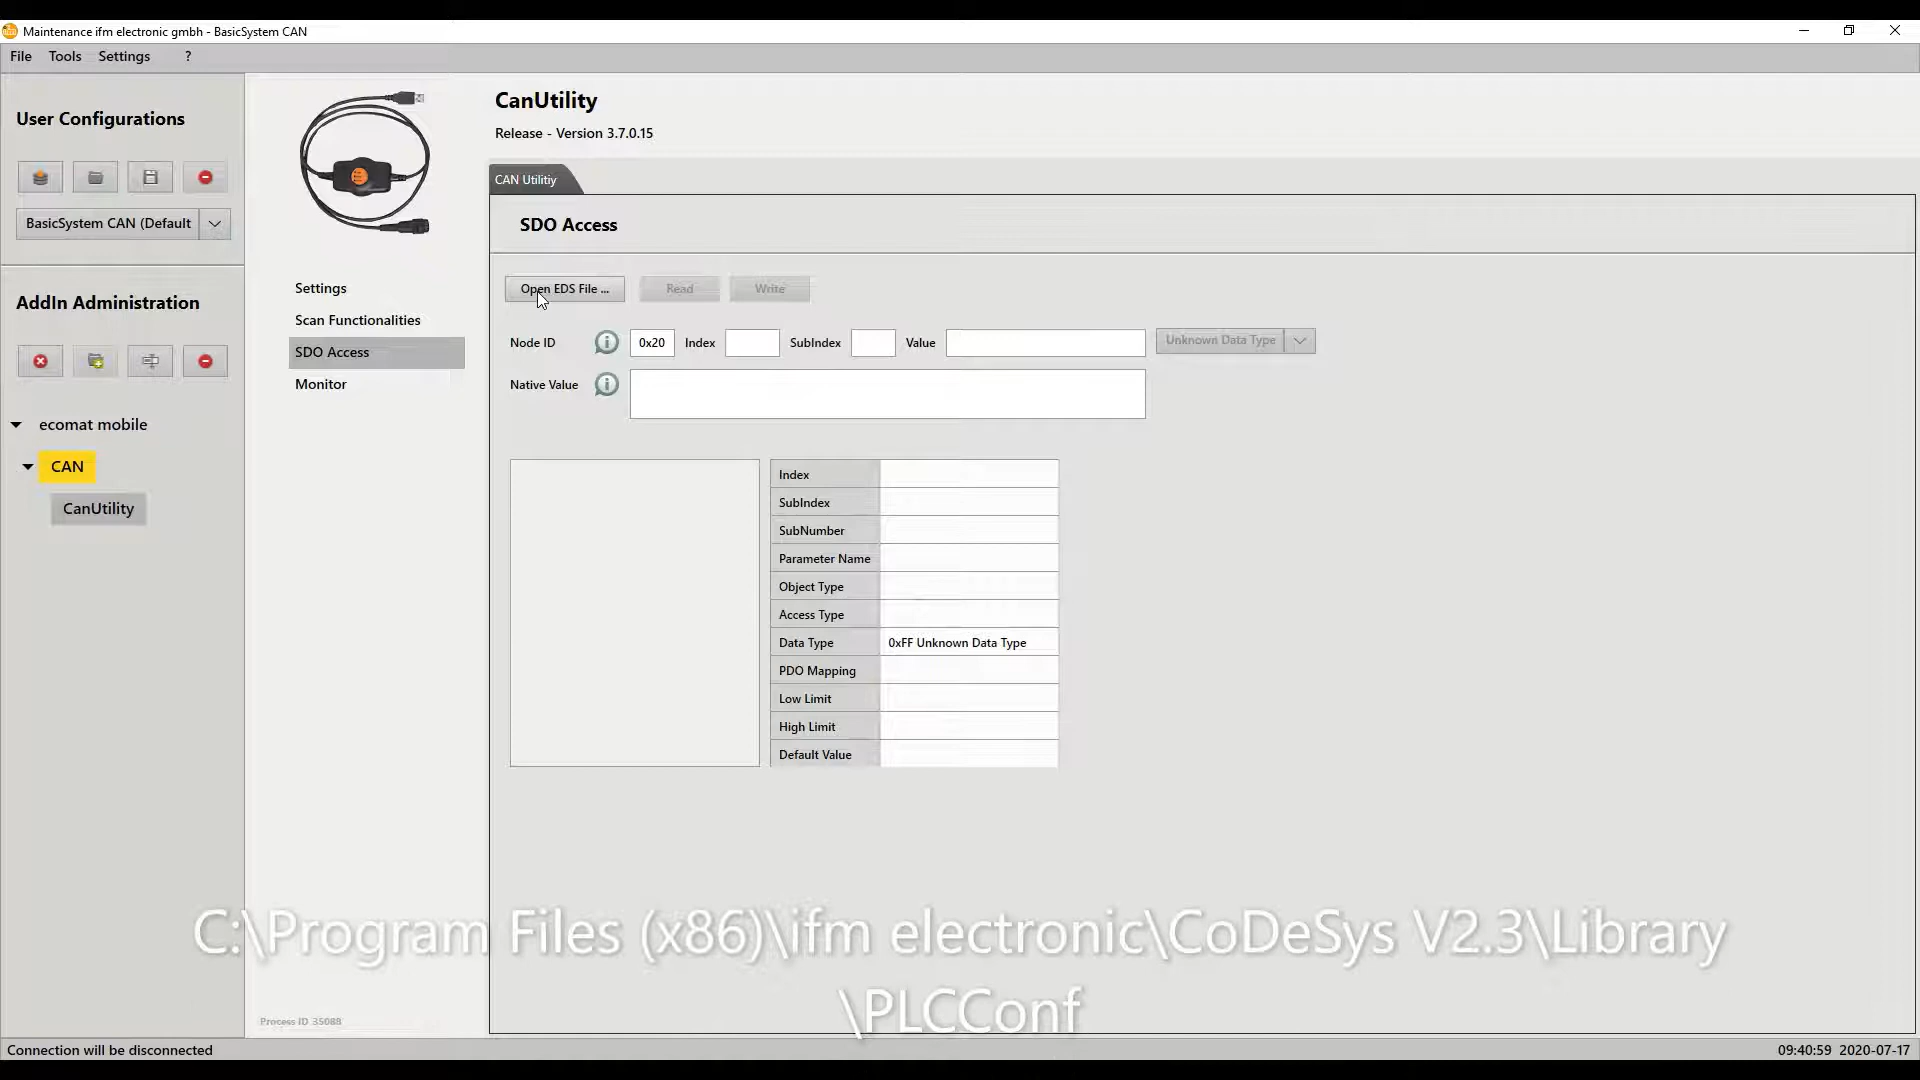 Maintenance ifm electronic gmbh - BasicSystem CAN
File Tools Settings ?
User Configurations
BasicSystem CAN (Default
AddIn Administration
ecomat mobile
CAN
CanUtility
Settings
Scan Functionalities
SDO Access
Monitor
Process ID 35088
CanUtility
Release - Version 3.7.0.15
CAN Utilitiy
SDO Access
Open EDS File ... Read Write
Node ID 0x20 Index SubIndex Value Unknown Data Type
Native Value
Index
SubIndex
SubNumber
Parameter Name
Object Type
Access Type
Data Type 0xFF Unknown Data Type
PDO Mapping
Low Limit
High Limit
Default Value
C:\Program Files (x86)\ifm electronic\CoDeSys V2.3\Library
\PLCConf
Connection will be disconnected 09:40:59 2020-07-17